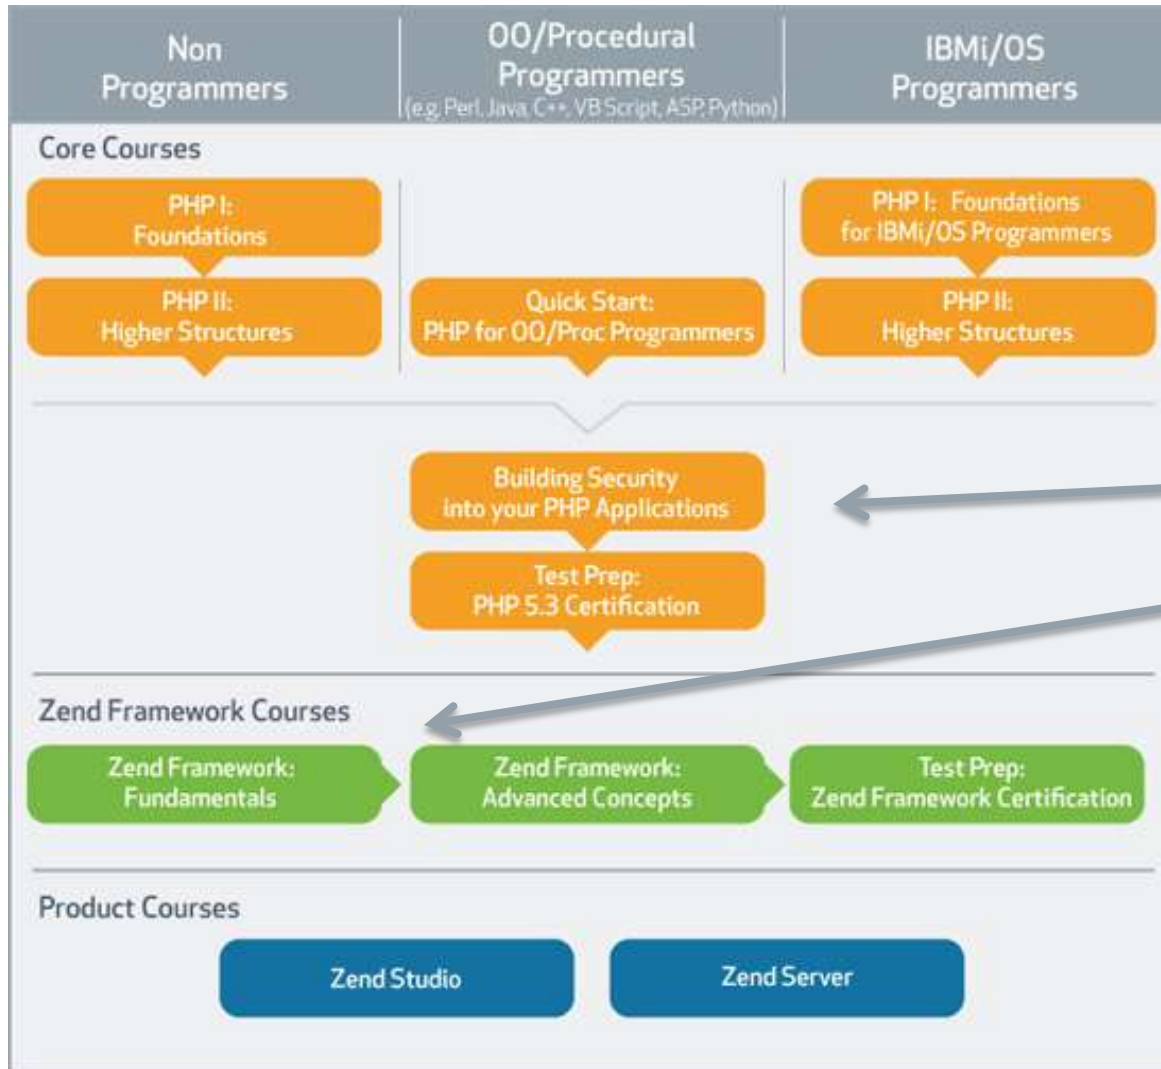 Non
Programmers
OO/Procedural
Programmers
(e.g, Perl, Java, C++, VB Script, ASP, Python)
IBMi/OS
Programmers
Core Courses
PHP I:
Foundations
PHP I: Foundations
for IBMi/OS Programmers
PHP II:
Higher Structures
Quick Start:
PHP for OO/Proc Programmers
PHP II:
Higher Structures
Building Security
into your PHP Applications
Test Prep:
PHP 5.3 Certification
Zend Framework Courses
Zend Framework:
Fundamentals
Zend Framework:
Advanced Concepts
Test Prep:
Zend Framework Certification
Product Courses
Zend Studio
Zend Server